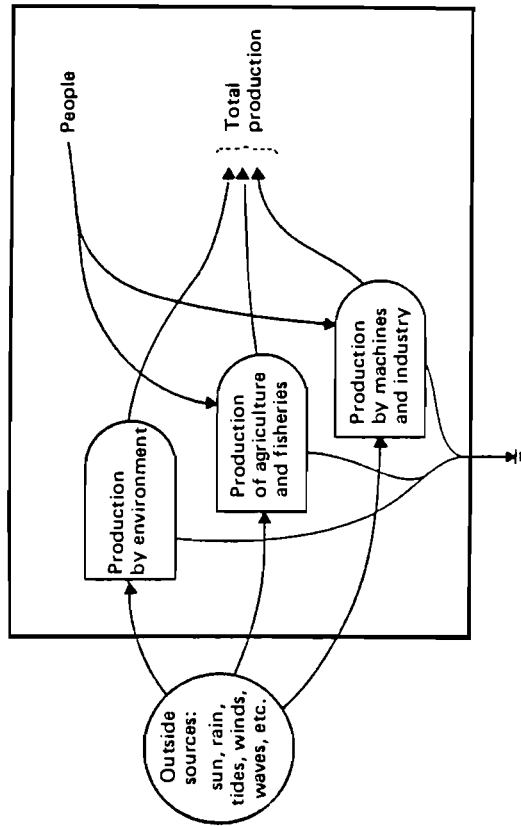 Outside
sources:
sun, rain,
tides, winds,
waves, etc.
Production
by environment
Production
of agriculture
and fisheries
Production
by machines
and industry
People
Total
production